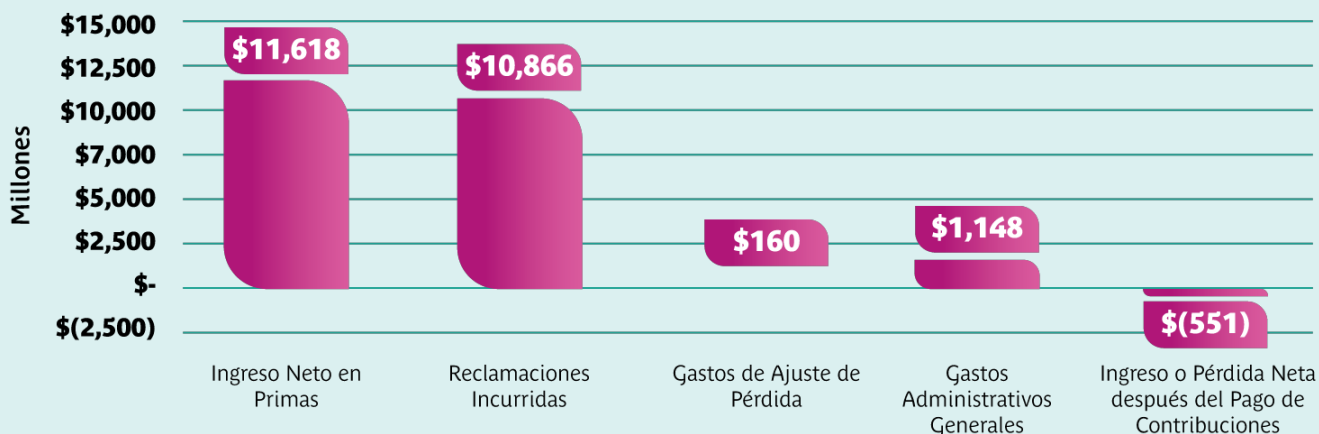 Millones
$15,000
$12,500
$10,000
$7,000
$5,000
$2,500
$-
$(2,500)
$11,618
$10,866
$160
$1,148
$(551)
Ingreso Neto en
Primas
Reclamaciones
Incurridas
Gastos de Ajuste de
Pérdida
Gastos
Administrativos
Generales
Ingreso o Pérdida Neta
después del Pago de
Contribuciones